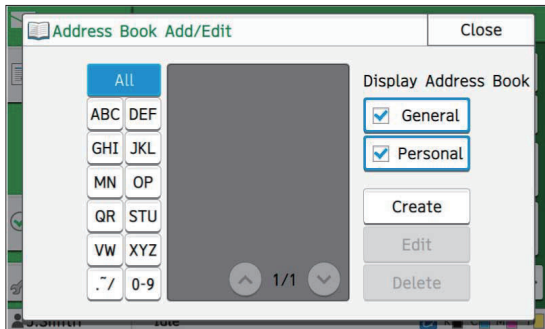 Address Book Add/Edit
Close
All
ABC DEF
GHI JKL
MN OP
QR STU
VW XYZ
.~/ 0-9
1/1
Display Address Book
General
Personal
Create
Edit
Delete
Idle